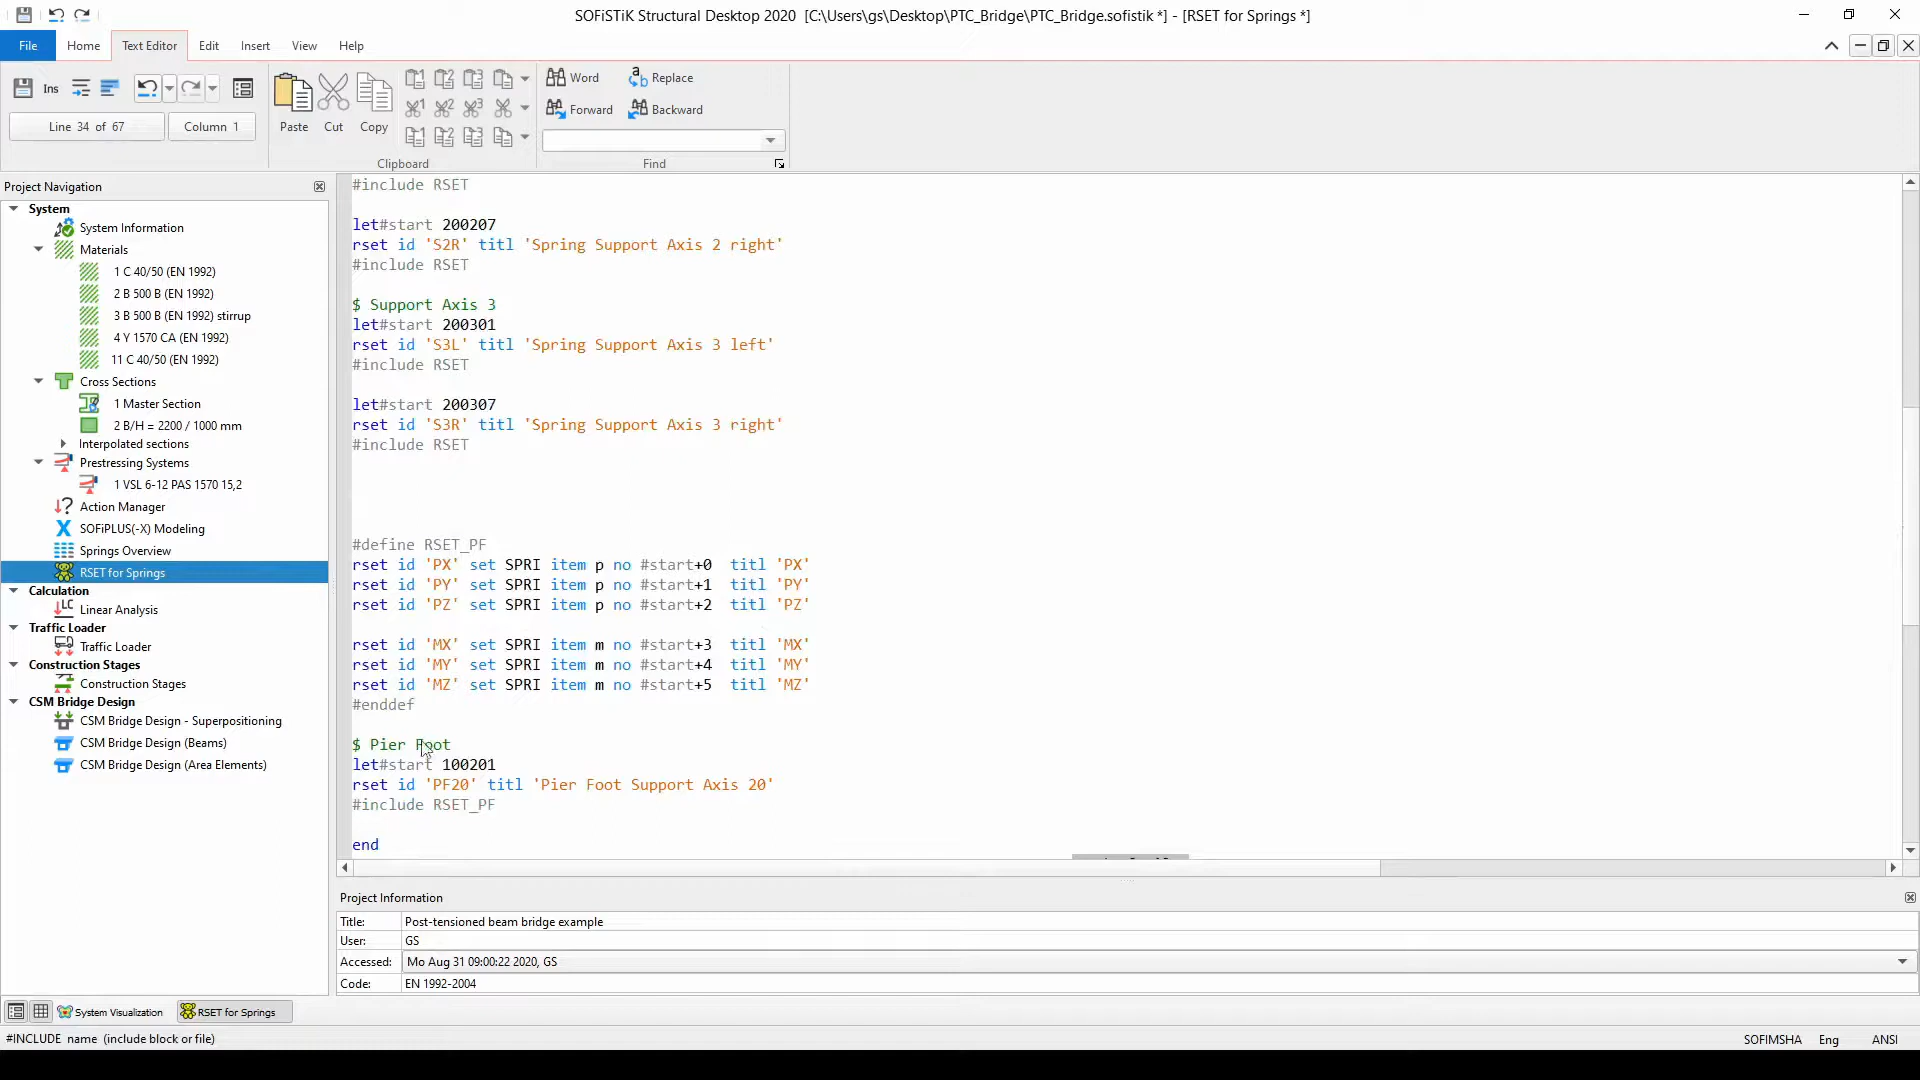 SOFiSTiK Structural Desktop 2020 [C:\Users\gs\Desktop\PTC_Bridge\PTC_Bridge.sofistik *] - [RSET for Springs *]
File Home Text Editor Edit Insert View Help
Ins
Line 34 of 67 Column 1
Paste Cut Copy
Clipboard
Word Replace
Forward Backward
Find
Project Navigation
System
System Information
Materials
1 C 40/50 (EN 1992)
2 B 500 B (EN 1992)
3 B 500 B (EN 1992) stirrup
4 Y 1570 CA (EN 1992)
11 C 40/50 (EN 1992)
Cross Sections
1 Master Section
2 B/H = 2200 / 1000 mm
Interpolated sections
Prestressing Systems
1 VSL 6-12 PAS 1570 15,2
Action Manager
SOFiPLUS(-X) Modeling
Springs Overview
RSET for Springs
Calculation
Linear Analysis
Traffic Loader
Traffic Loader
Construction Stages
Construction Stages
CSM Bridge Design
CSM Bridge Design - Superpositioning
CSM Bridge Design (Beams)
CSM Bridge Design (Area Elements)
#include RSET
let#start 200207
rset id 'S2R' titl 'Spring Support Axis 2 right'
#include RSET
$ Support Axis 3
let#start 200301
rset id 'S3L' titl 'Spring Support Axis 3 left'
#include RSET
let#start 200307
rset id 'S3R' titl 'Spring Support Axis 3 right'
#include RSET
#define RSET_PF
rset id 'PX' set SPRI item p no #start+0 titl 'PX'
rset id 'PY' set SPRI item p no #start+1 titl 'PY'
rset id 'PZ' set SPRI item p no #start+2 titl 'PZ'
rset id 'MX' set SPRI item m no #start+3 titl 'MX'
rset id 'MY' set SPRI item m no #start+4 titl 'MY'
rset id 'MZ' set SPRI item m no #start+5 titl 'MZ'
#enddef
$ Pier Foot
let#start 100201
rset id 'PF20' titl 'Pier Foot Support Axis 20'
#include RSET_PF
end
Project Information
Title: Post-tensioned beam bridge example
User: GS
Accessed: Mo Aug 31 09:00:22 2020, GS
Code: EN 1992-2004
System Visualization RSET for Springs
#INCLUDE name (include block or file) SOFIMSHA Eng ANSI